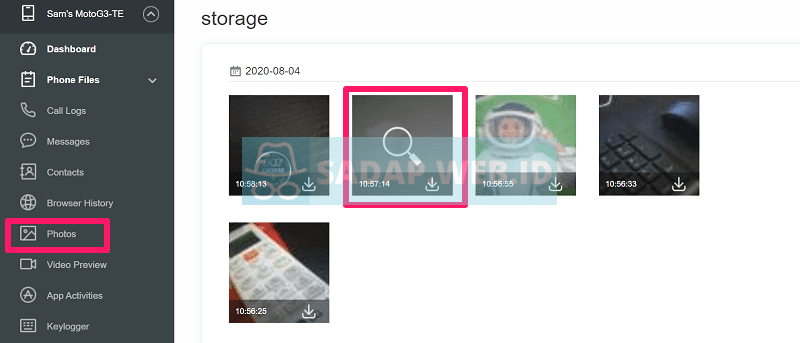 Sam's MotoG3-TE
storage
Dashboard
2020-08-04
Phone Files
Call Logs
Messages
Contacts
Browser History
Photos
Video Preview
App Activities
Keylogger
10:58:13
10:57:14
10:56:55
10:56:33
SADAP WEB ID
10:56:25